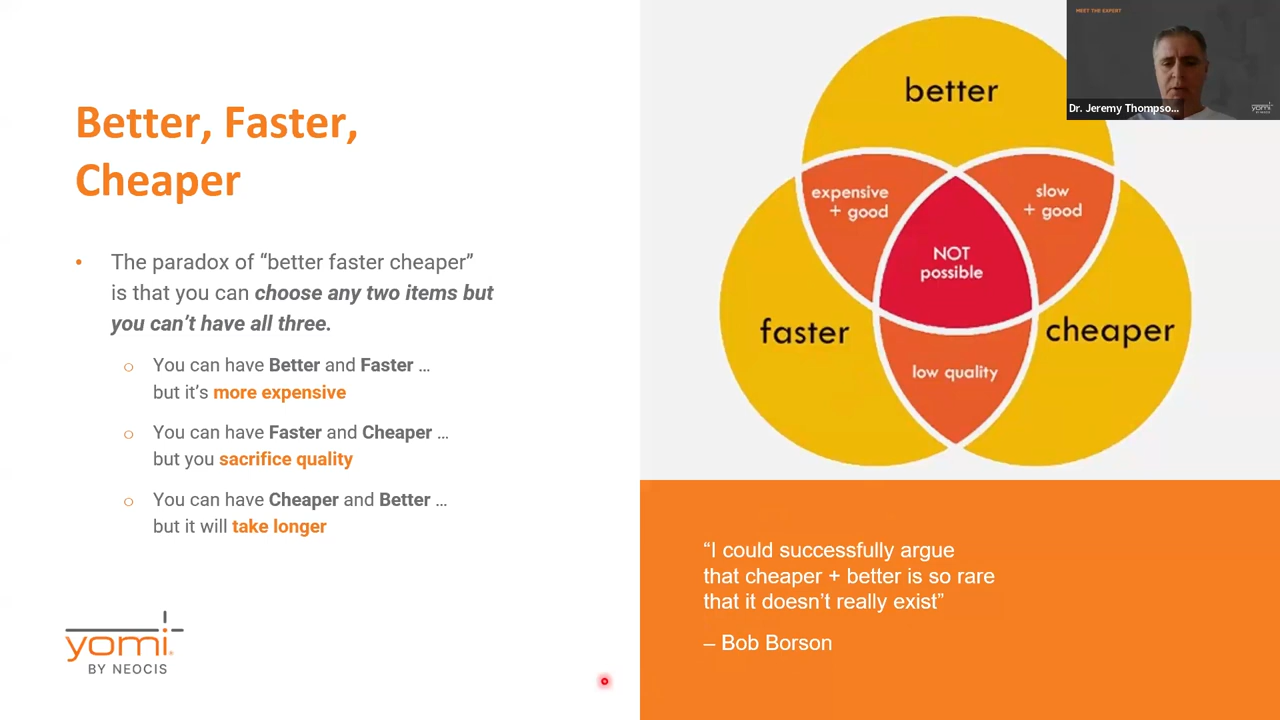 Better, Faster,
Cheaper
• The paradox of “better faster cheaper”
is that you can choose any two items but
you can’t have all three.
o You can have Better and Faster ...
but it’s more expensive
o You can have Faster and Cheaper ...
but you sacrifice quality
o You can have Cheaper and Better ...
but it will take longer
yomi
BY NEOCIS
better
expensive
+ good
slow
+ good
NOT
possible
faster
cheaper
low quality
MEET THE EXPERT
Dr. Jeremy Thompso...
yomi
“I could successfully argue
that cheaper + better is so rare
that it doesn’t really exist”
– Bob Borson